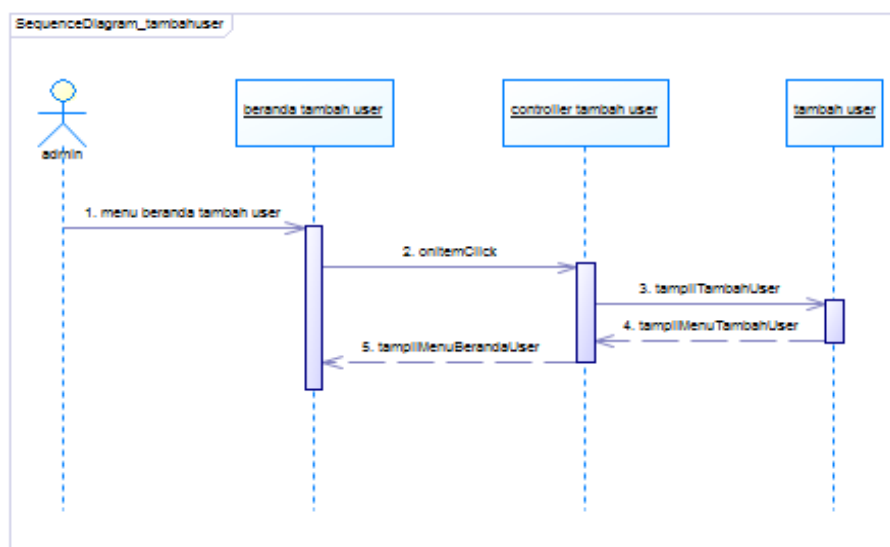 SequenceDiagram_tambahuser
beranda tambah user
controller tambah user
tambah user
admin
1. menu beranda tambah user
2. onItemClick
3. tampilTambahUser
4. tampilMenuTambahUser
5. tampilMenuBerandaUser